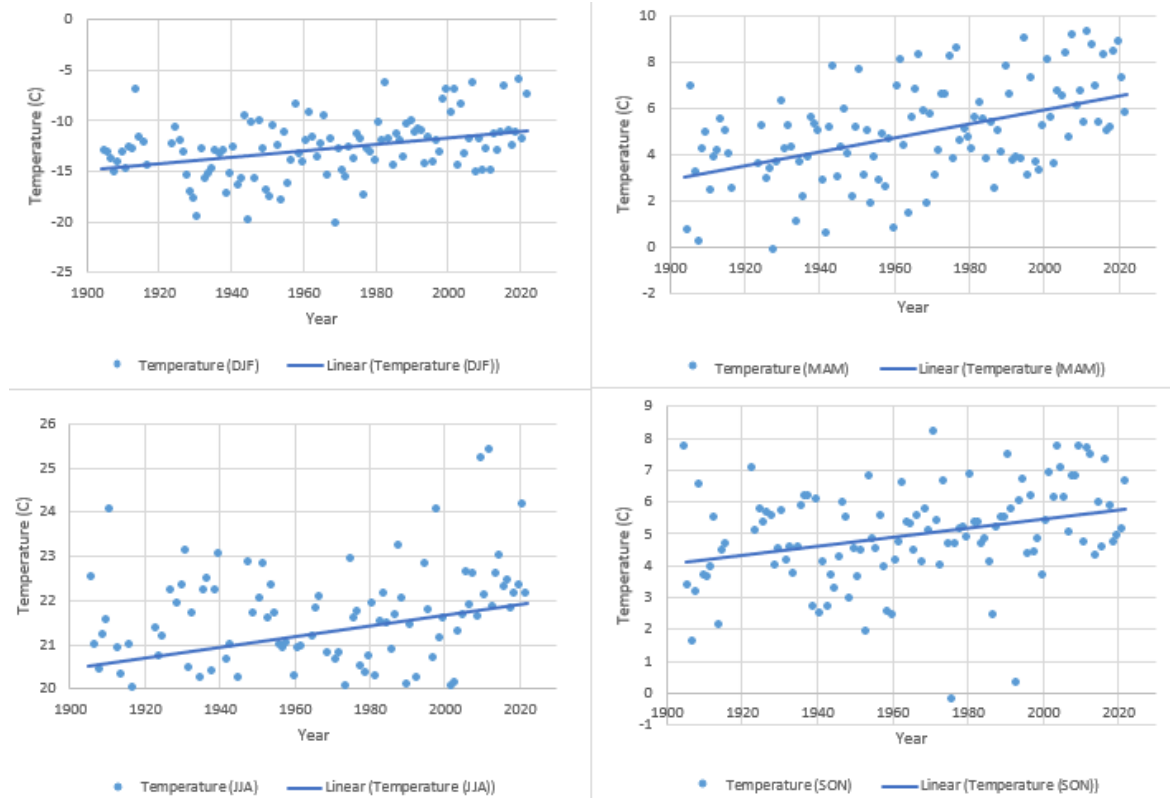 0
-5
-10
-15
-20
-25
Temperature (C)
1900 1920 1940 1960 1980 2000 2020
Year
Temperature (DJF) Linear (Temperature (DJF))
10
8
6
4
2
0
-2
Temperature (C)
1900 1920 1940 1960 1980 2000 2020
Year
Temperature (MAM) Linear (Temperature (MAM))
26
25
24
23
22
21
20
Temperature (C)
1900 1920 1940 1960 1980 2000 2020
Year
Temperature (JJA) Linear (Temperature (JJA))
9
8
7
6
5
4
3
2
1
0
-1
Temperature (C)
1900 1920 1940 1960 1980 2000 2020
Year
Temperature (SON) Linear (Temperature (SON))